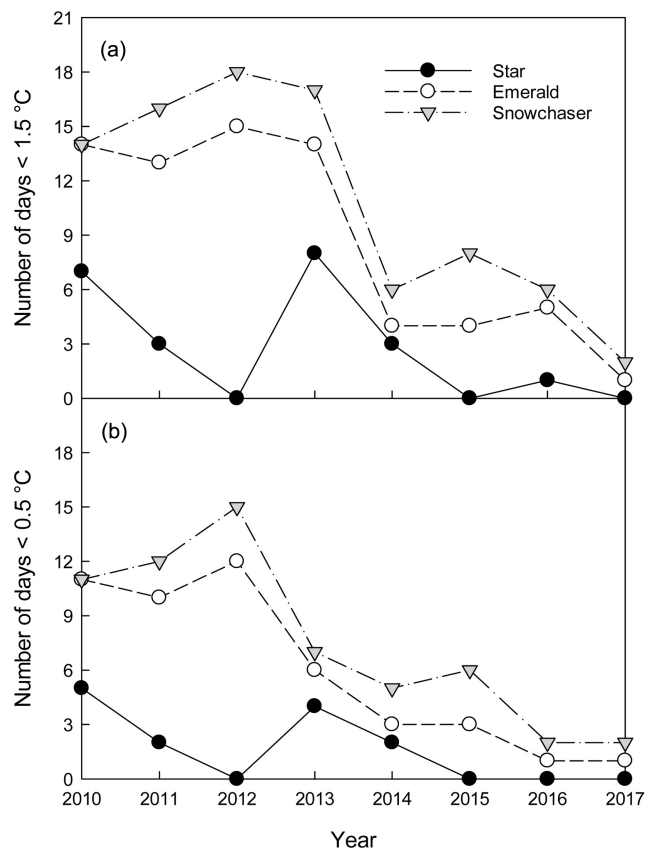 (a)
Number of days < 1.5 °C
21
18
15
12
9
6
3
0
Star
Emerald
Snowchaser
(b)
Number of days < 0.5 °C
18
15
12
9
6
3
0
2010 2011 2012 2013 2014 2015 2016 2017
Year